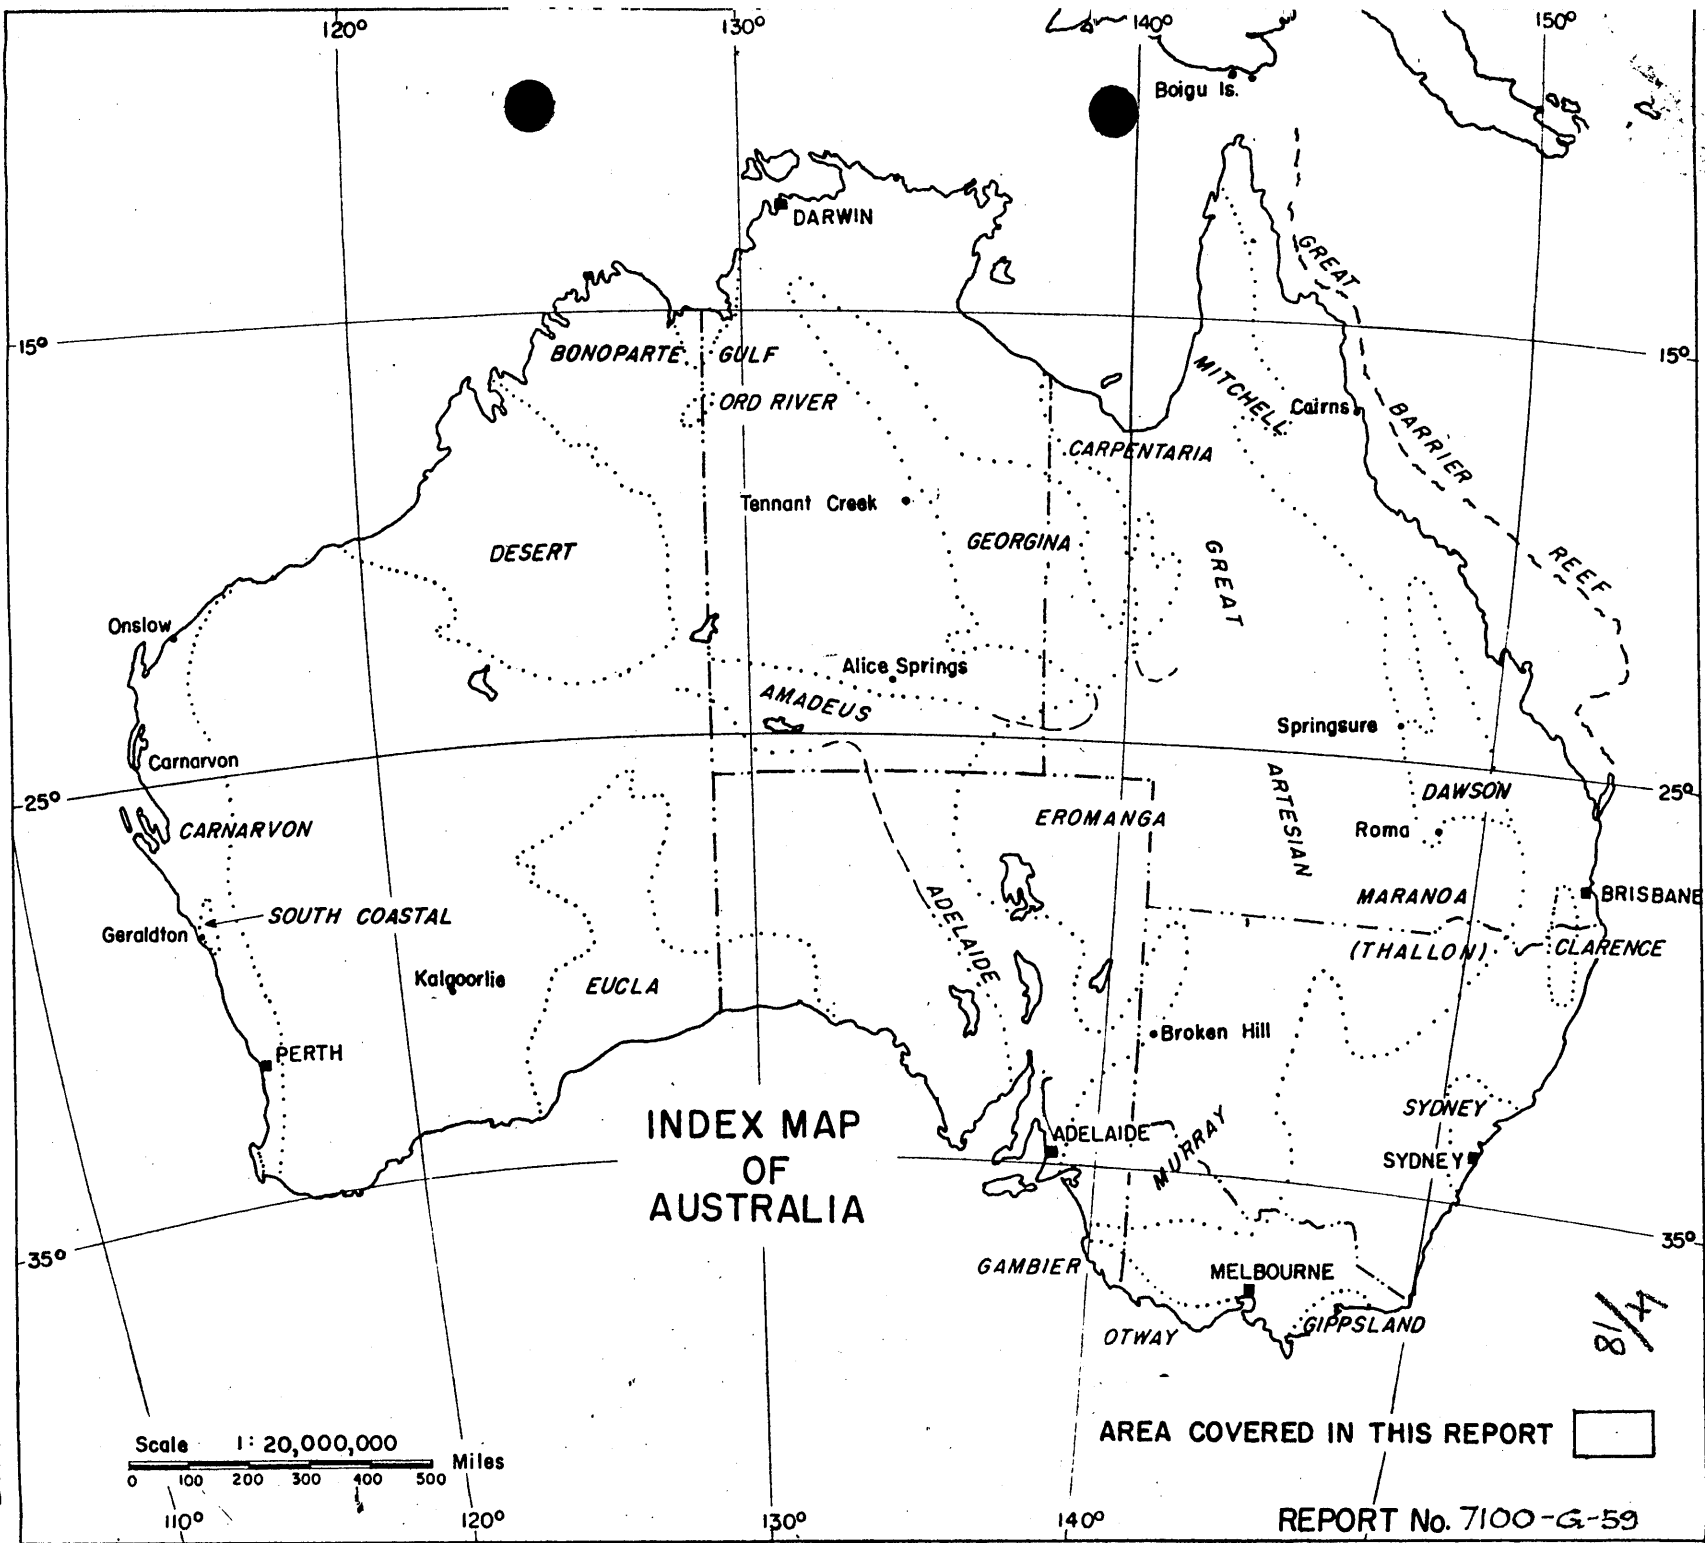 120°
130°
140°
150°
Boigu Is.
DARWIN
GREAT
15°
BONOPARTE GULF
15°
MITCHELL
ORD RIVER
Cairns
BARRIER
CARPENTARIA
Tennant Creek
GEORGINA
DESERT
GREAT
REEF
Onslow
Alice Springs
AMADEUS
Springsure
Carnarvon
25°
ARTESIAN
DAWSON
25°
CARNARVON
EROMANGA
Roma
MARANOA
BRISBANE
SOUTH COASTAL
ADELAIDE
Geraldton
(THALLON)
CLARENCE
Kalgoorlie
EUCLA
Broken Hill
PERTH
INDEX MAP
OF
AUSTRALIA
SYDNEY
ADELAIDE
MURRAY
SYDNEY
35°
35°
GAMBIER
MELBOURNE
OTWAY
GIPPSLAND
AREA COVERED IN THIS REPORT
Scale 1: 20,000,000
Miles
0 100 200 300 400 500
110°
120°
130°
140°
REPORT No. 7100-G-59